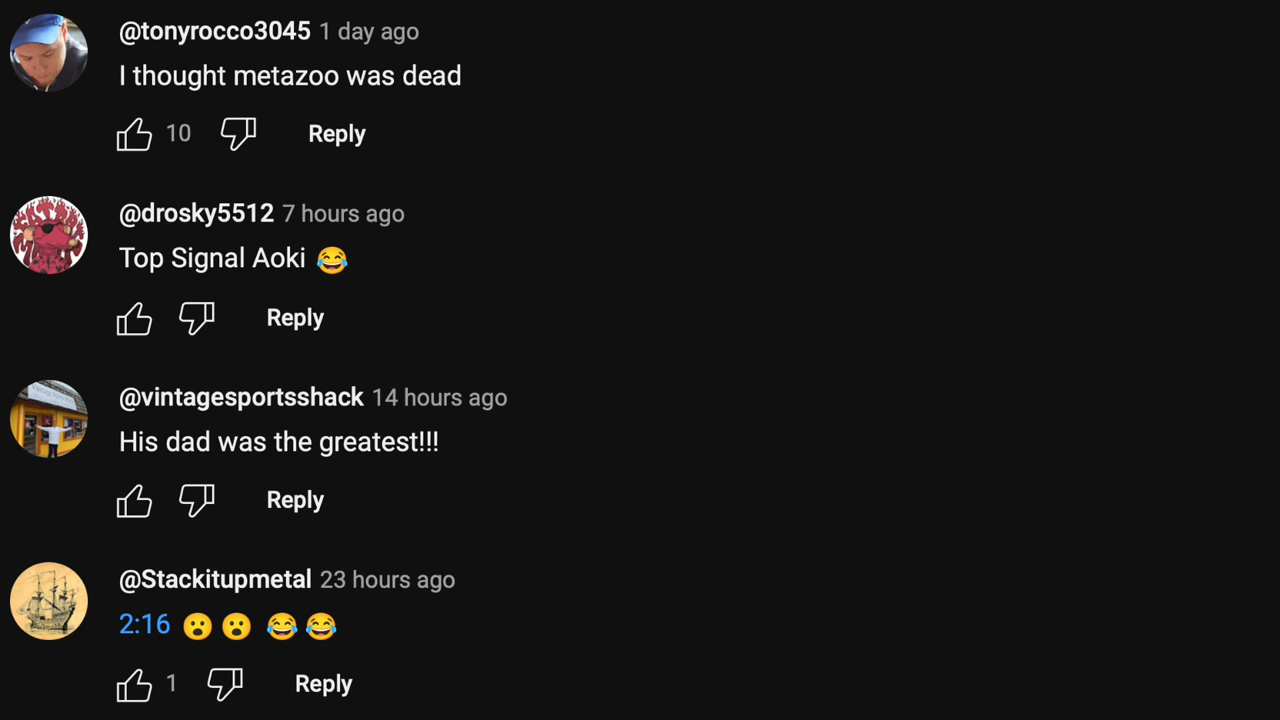 @tonyrocco3045 1 day ago
I thought metazoo was dead
10 Reply
@drosky5512 7 hours ago
Top Signal Aoki 😂
Reply
@vintagesportsshack 14 hours ago
His dad was the greatest!!!
Reply
@Stackitupmetal 23 hours ago
2:16 😮😮 😂😂
1 Reply